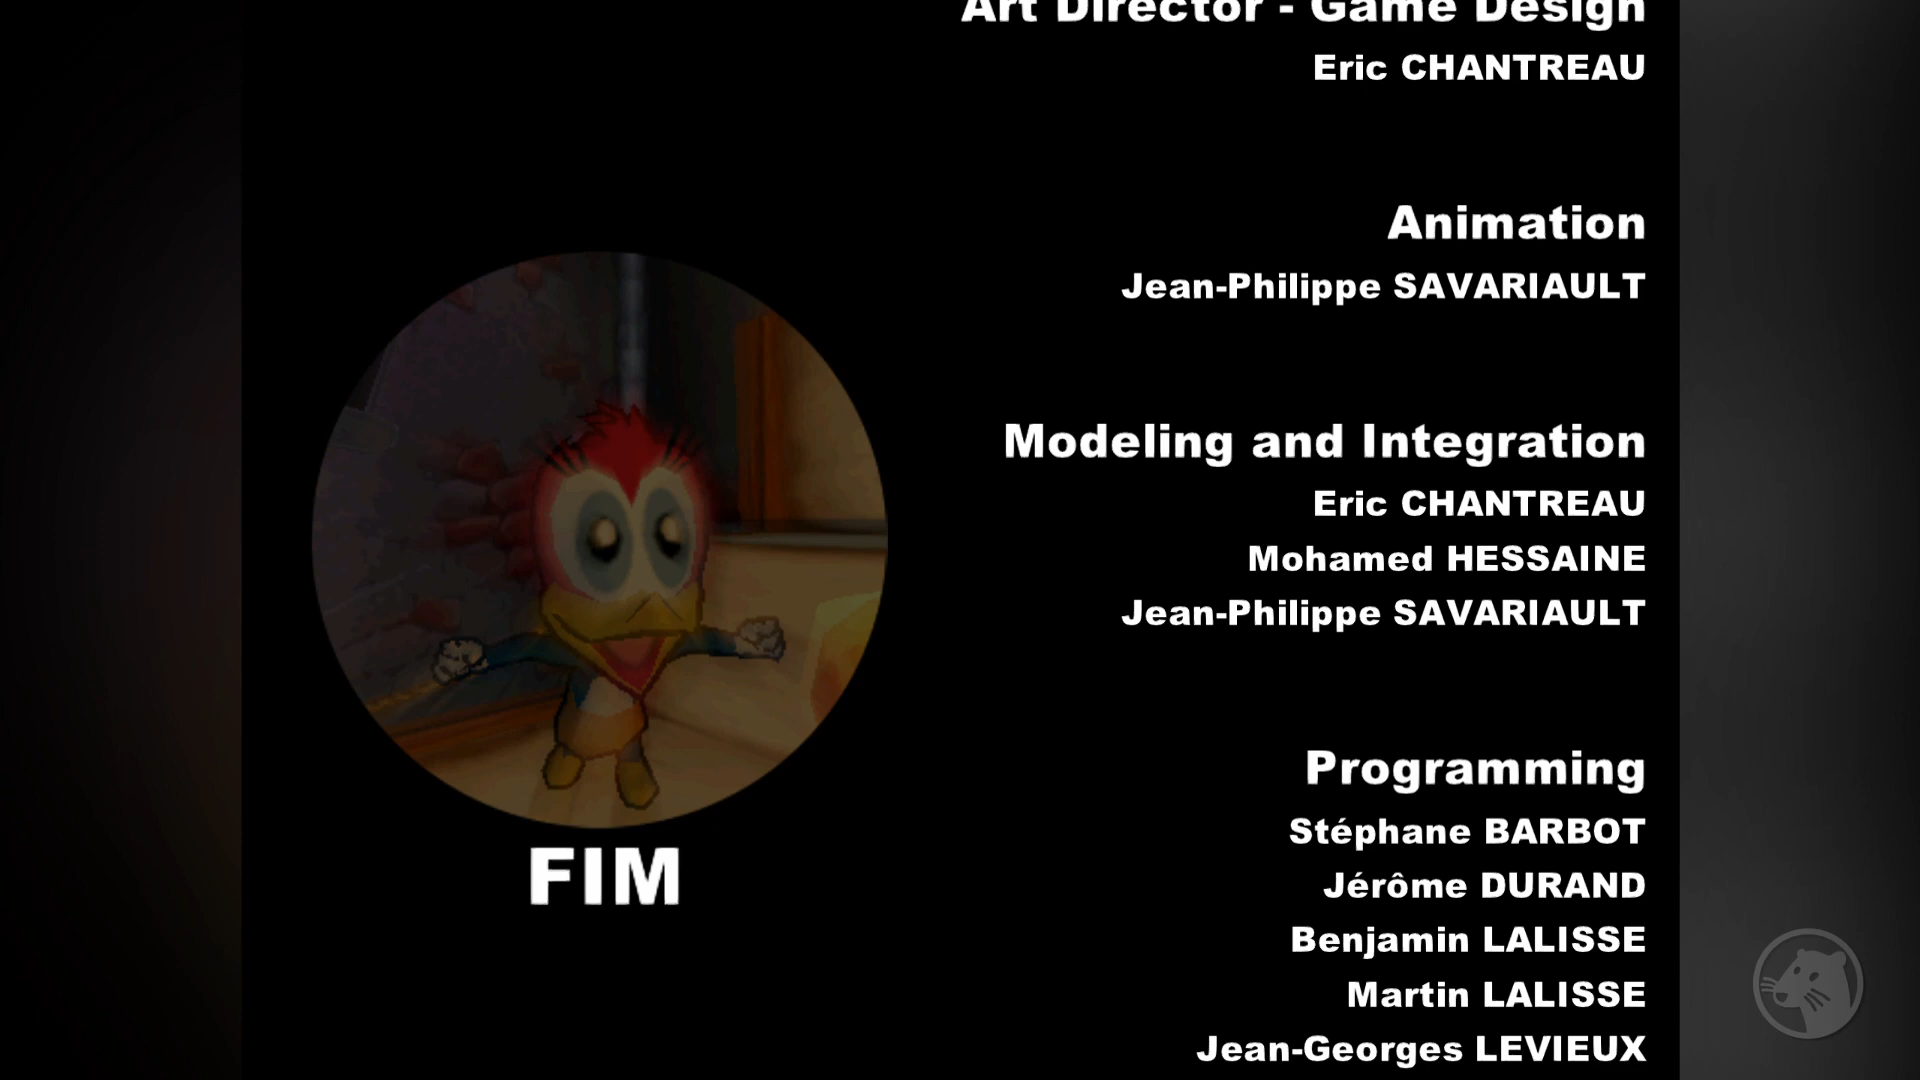 Art Director - Game Design
Eric CHANTREAU
Animation
Jean-Philippe SAVARIAULT
Modeling and Integration
Eric CHANTREAU
Mohamed HESSAINE
Jean-Philippe SAVARIAULT
Programming
Stéphane BARBOT
Jérôme DURAND
Benjamin LALISSE
Martin LALISSE
Jean-Georges LEVIEUX
FIM